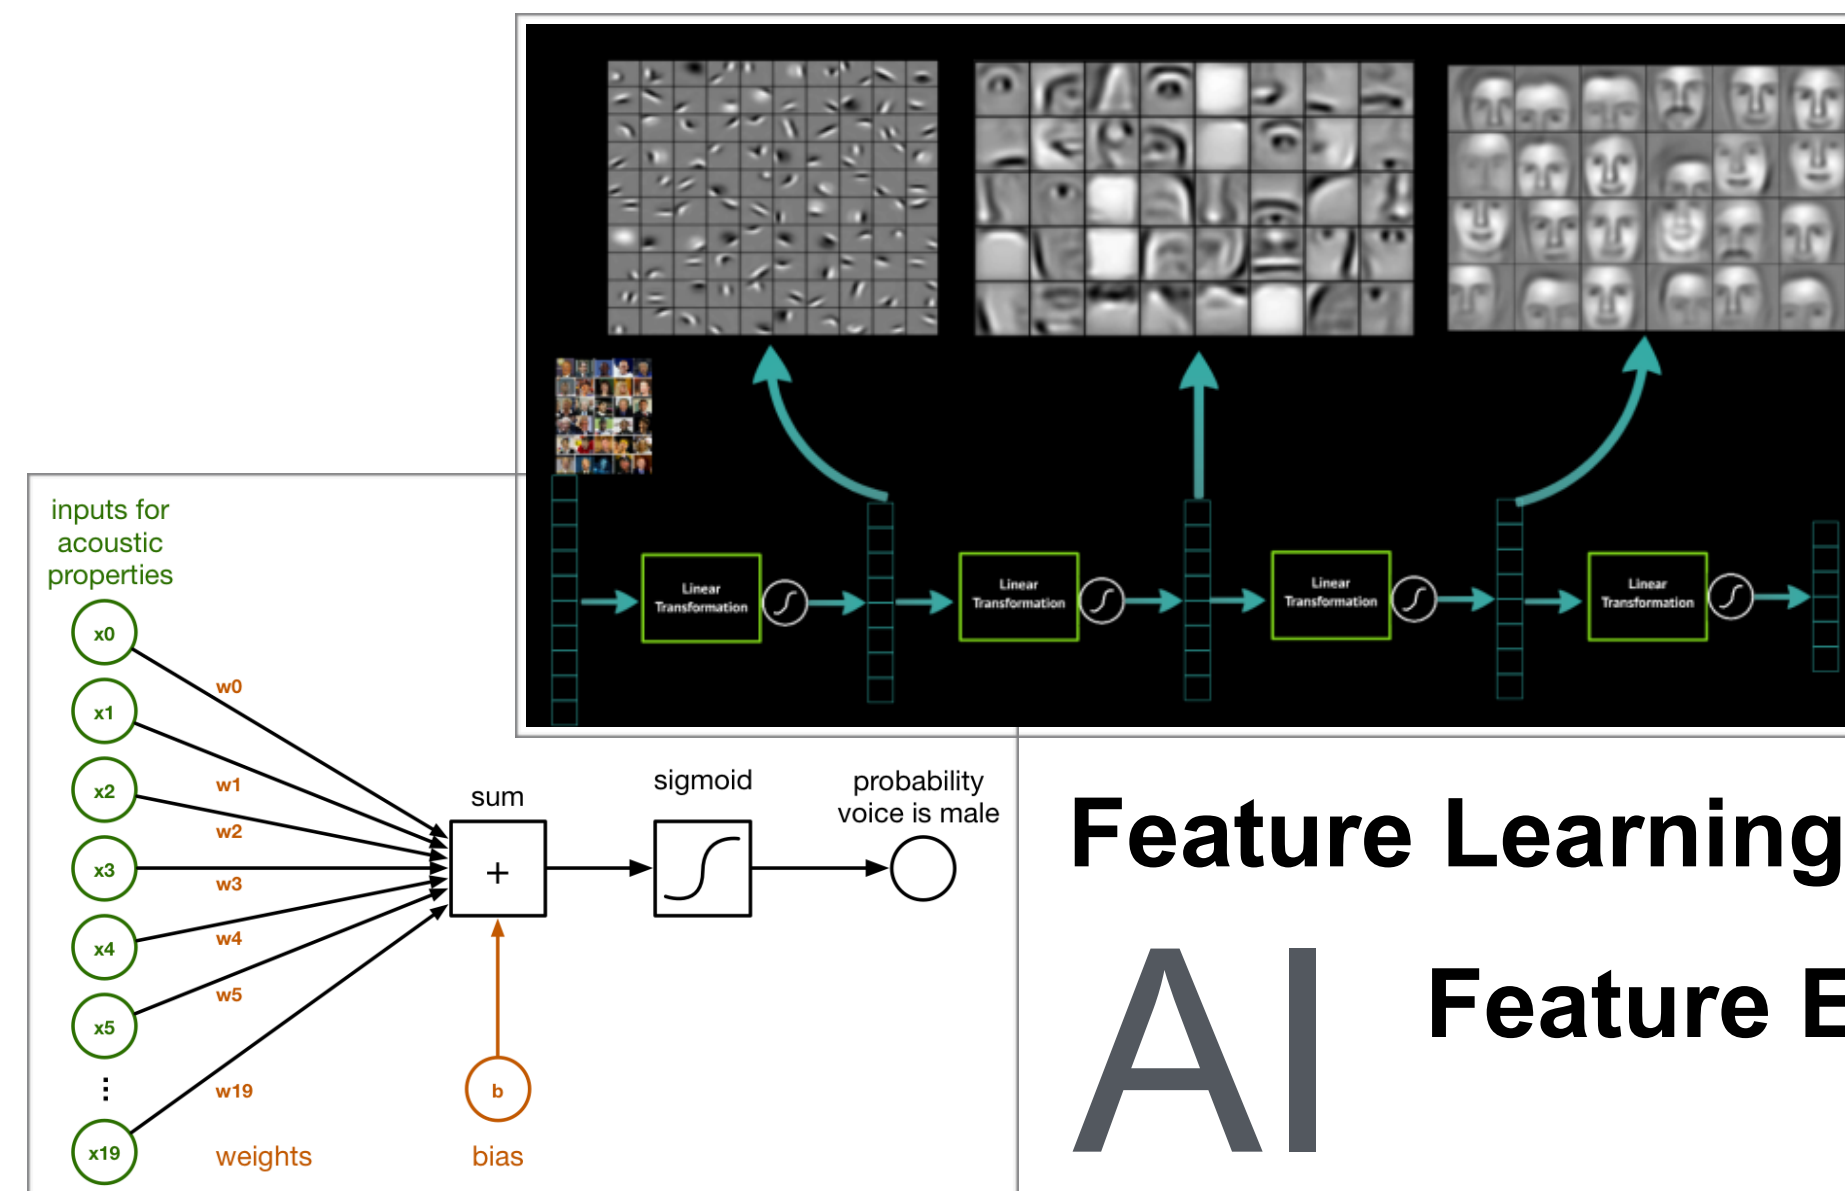 Linear
Transformation
Linear
Transformation
Linear
Transformation
Linear
Transformation
inputs for
acoustic
properties
x0
x1
x2
x3
x4
x5
x19
w0
w1
w2
w3
w4
w5
w19
weights
sum
+
b
bias
sigmoid
probability
voice is male
Feature Learning
AI
Feature E